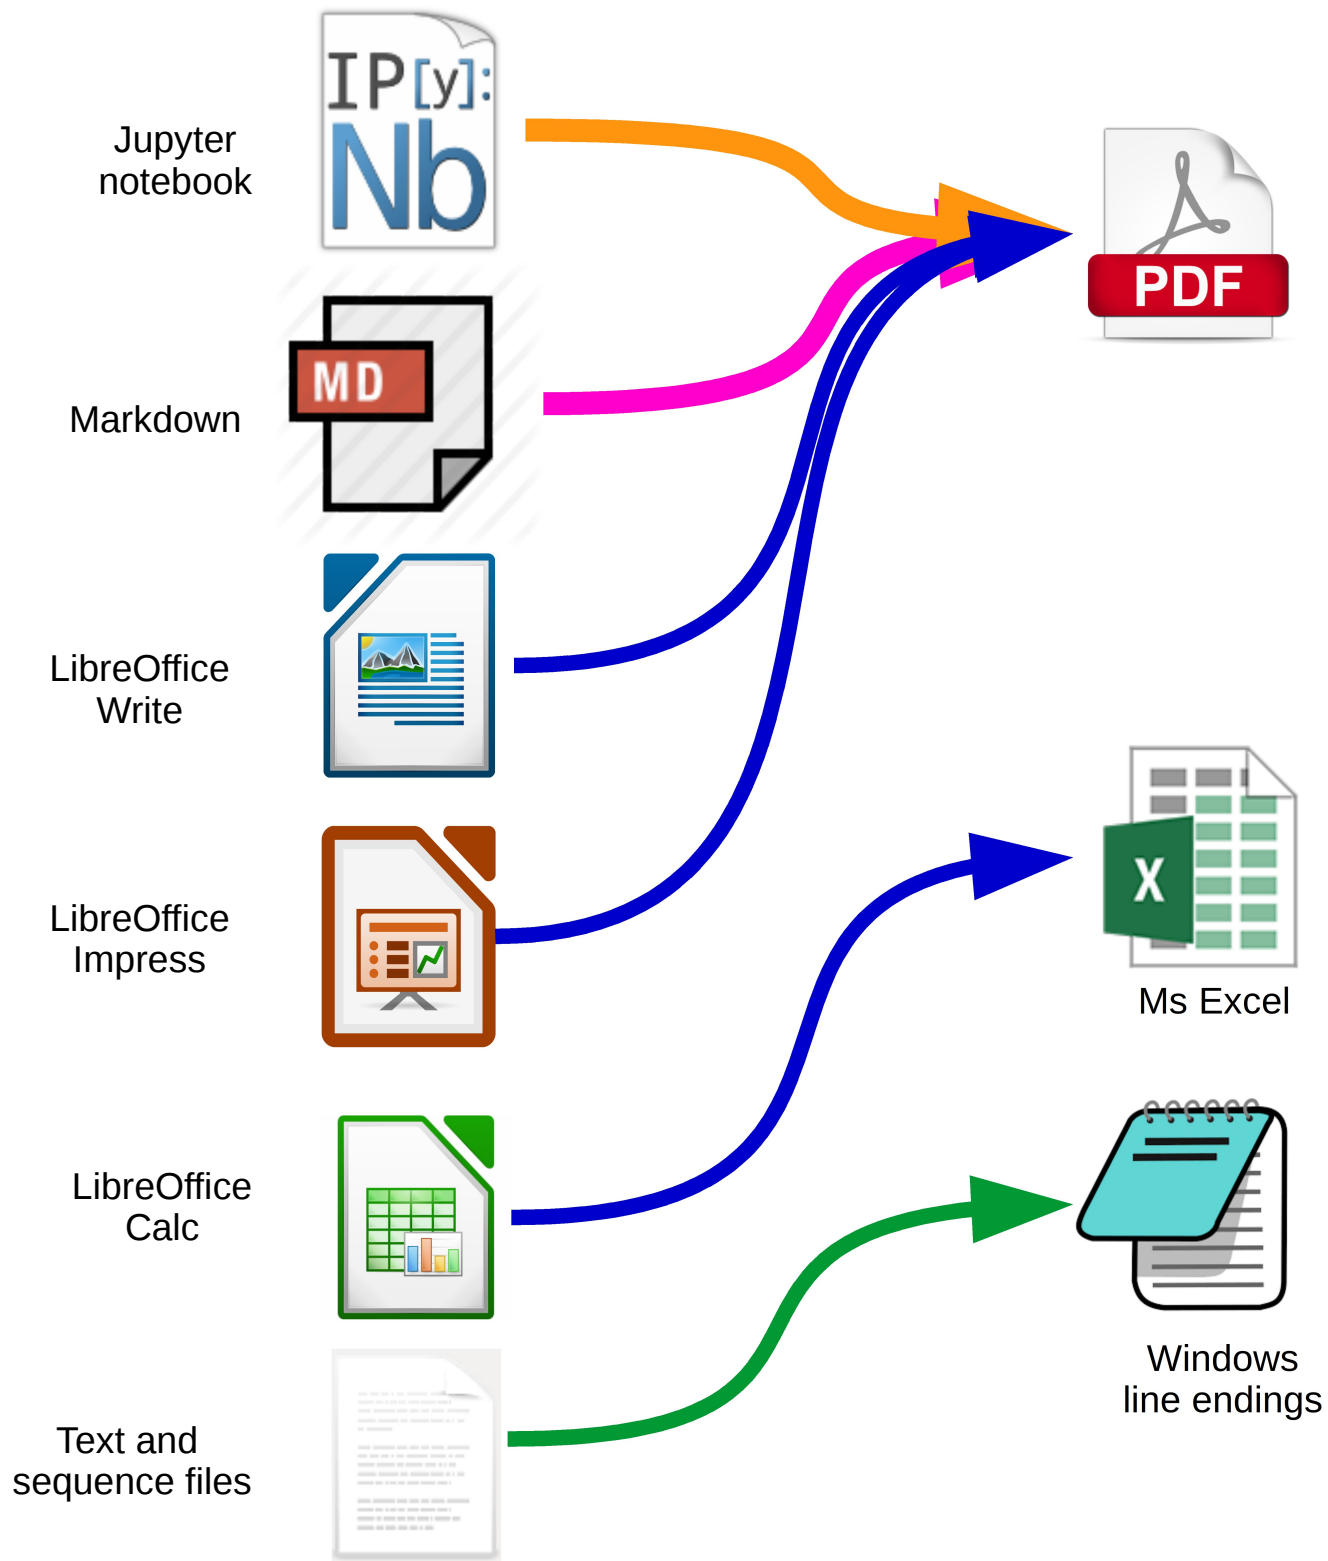 IP[y]:
Nb
Jupyter
notebook
PDF
MD
Markdown
LibreOffice
Write
LibreOffice
Impress
X
Ms Excel
LibreOffice
Calc
Windows
line endings
Text and
sequence files